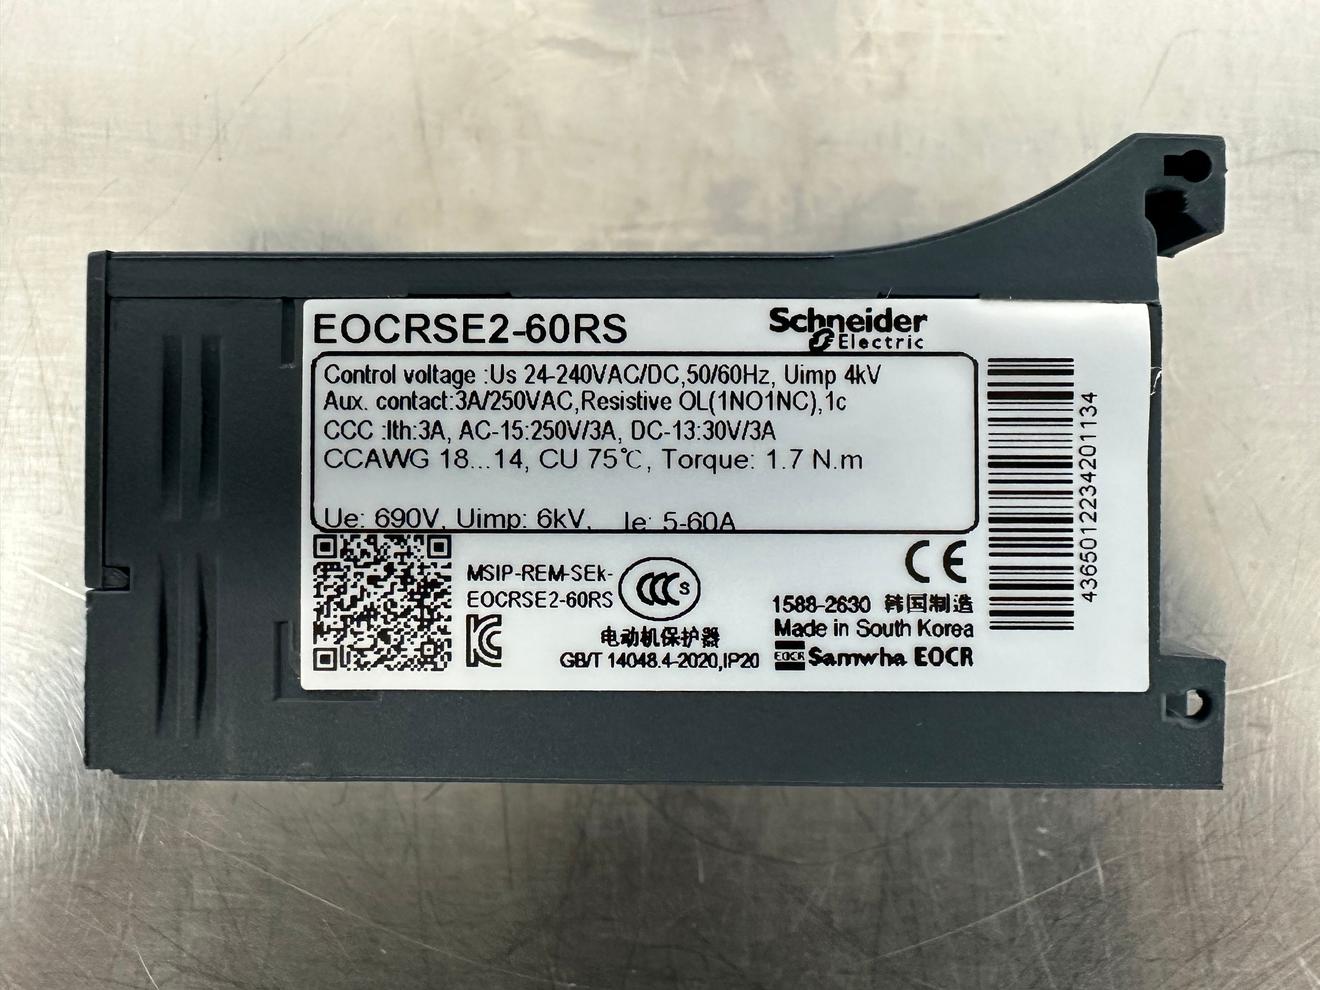 EOCRSE2-60RS
Schneider
Electric
Control voltage :Us 24-240VAC/DC,50/60Hz, Uimp 4kV
Aux. contact:3A/250VAC,Resistive OL(1NO1NC),1c
CCC :Ith:3A, AC-15:250V/3A, DC-13:30V/3A
CCAWG 18...14, CU 75℃, Torque: 1.7 N.m
Ue: 690V, Uimp: 6kV, Ie: 5-60A
MSIP-REM-SEk-
EOCRSE2-60RS
CCC S
电动机保护器
GB/T 14048.4-2020,IP20
CE
1588-2630 韩国制造
Made in South Korea
EOCR Samwha EOCR
4365012234201134